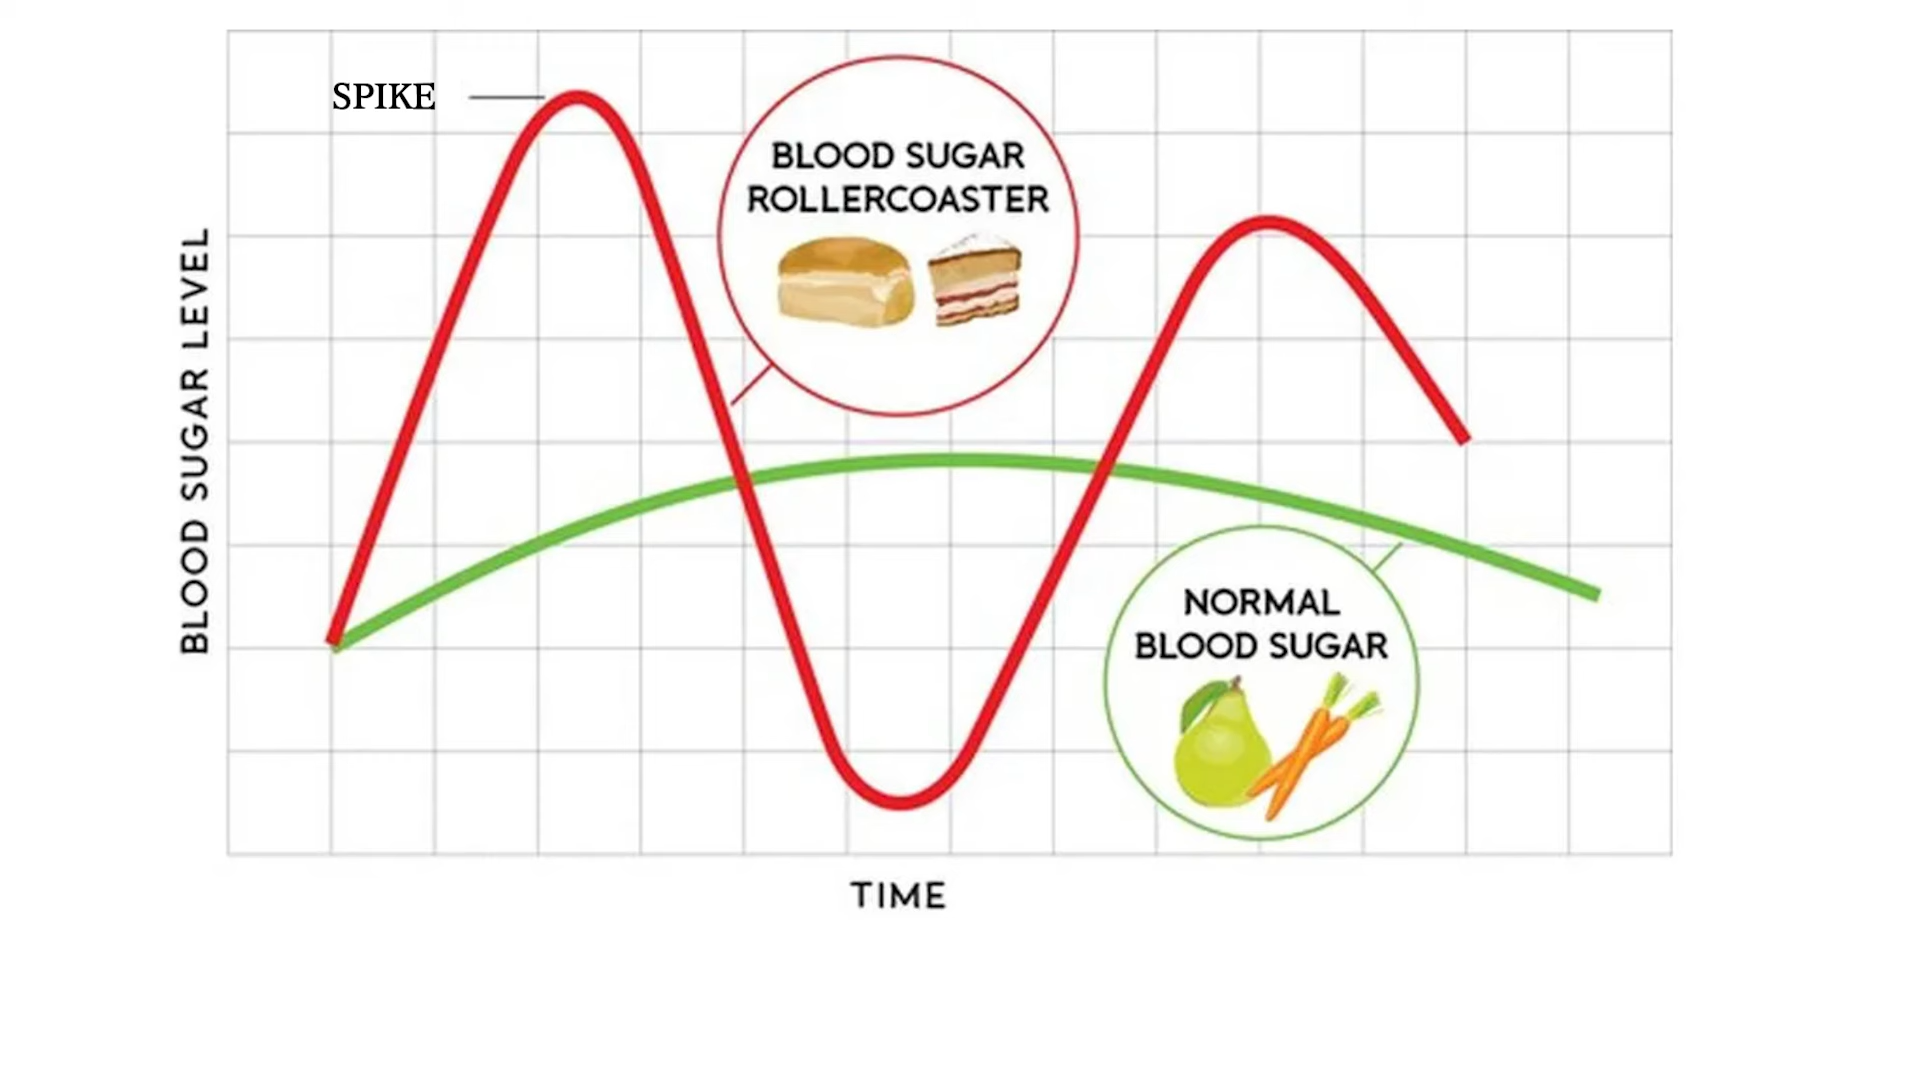 SPIKE
BLOOD SUGAR
ROLLERCOASTER
BLOOD SUGAR LEVEL
NORMAL
BLOOD SUGAR
TIME